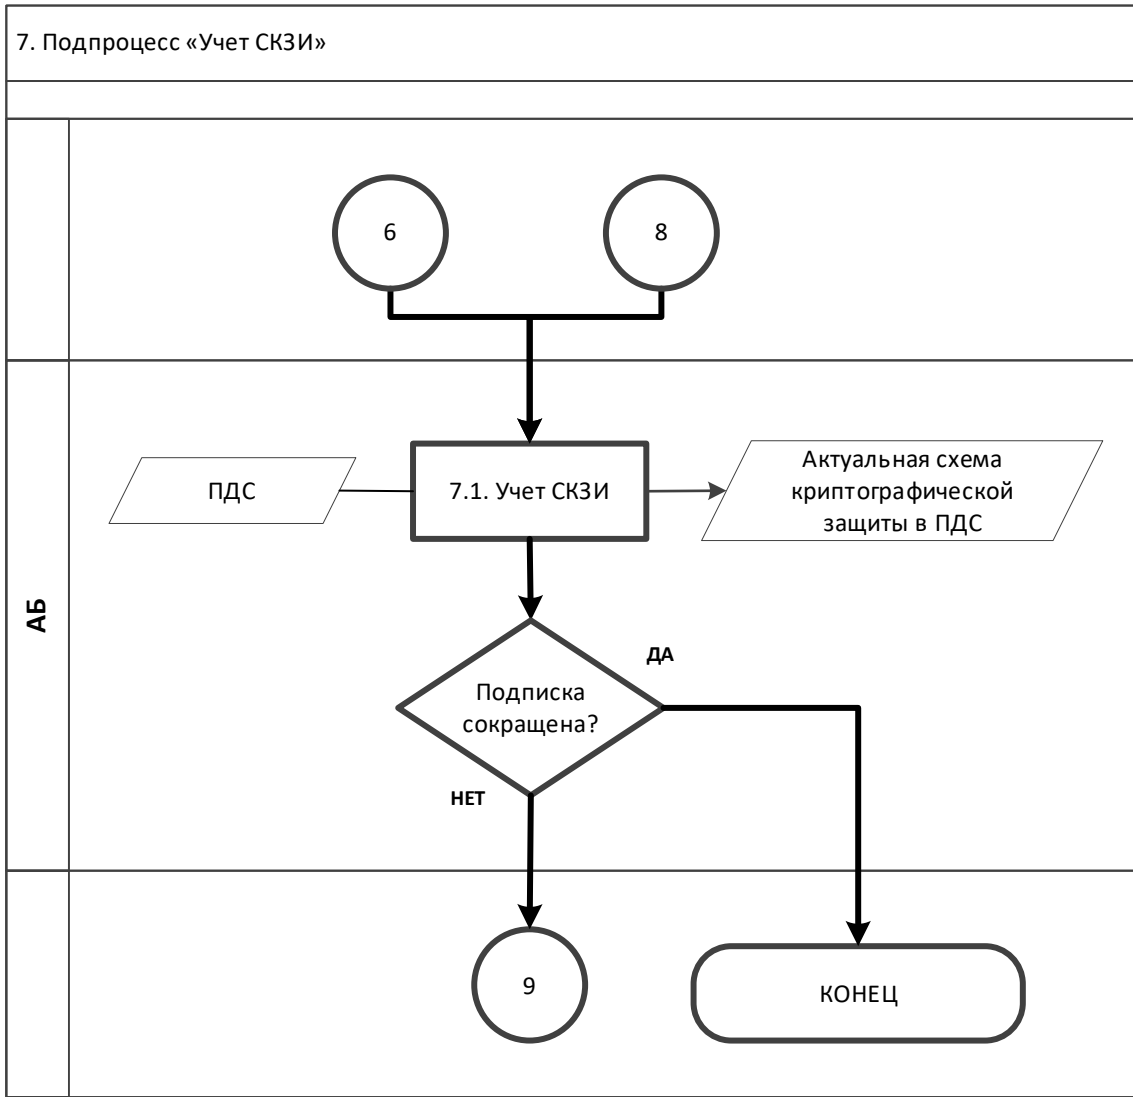 7. Подпроцесс «Учет СКЗИ»
6
8
ПДС
7.1. Учет СКЗИ
Актуальная схема
криптографической
защиты в ПДС
АБ
Подписка
сокращена?
ДА
НЕТ
9
КОНЕЦ